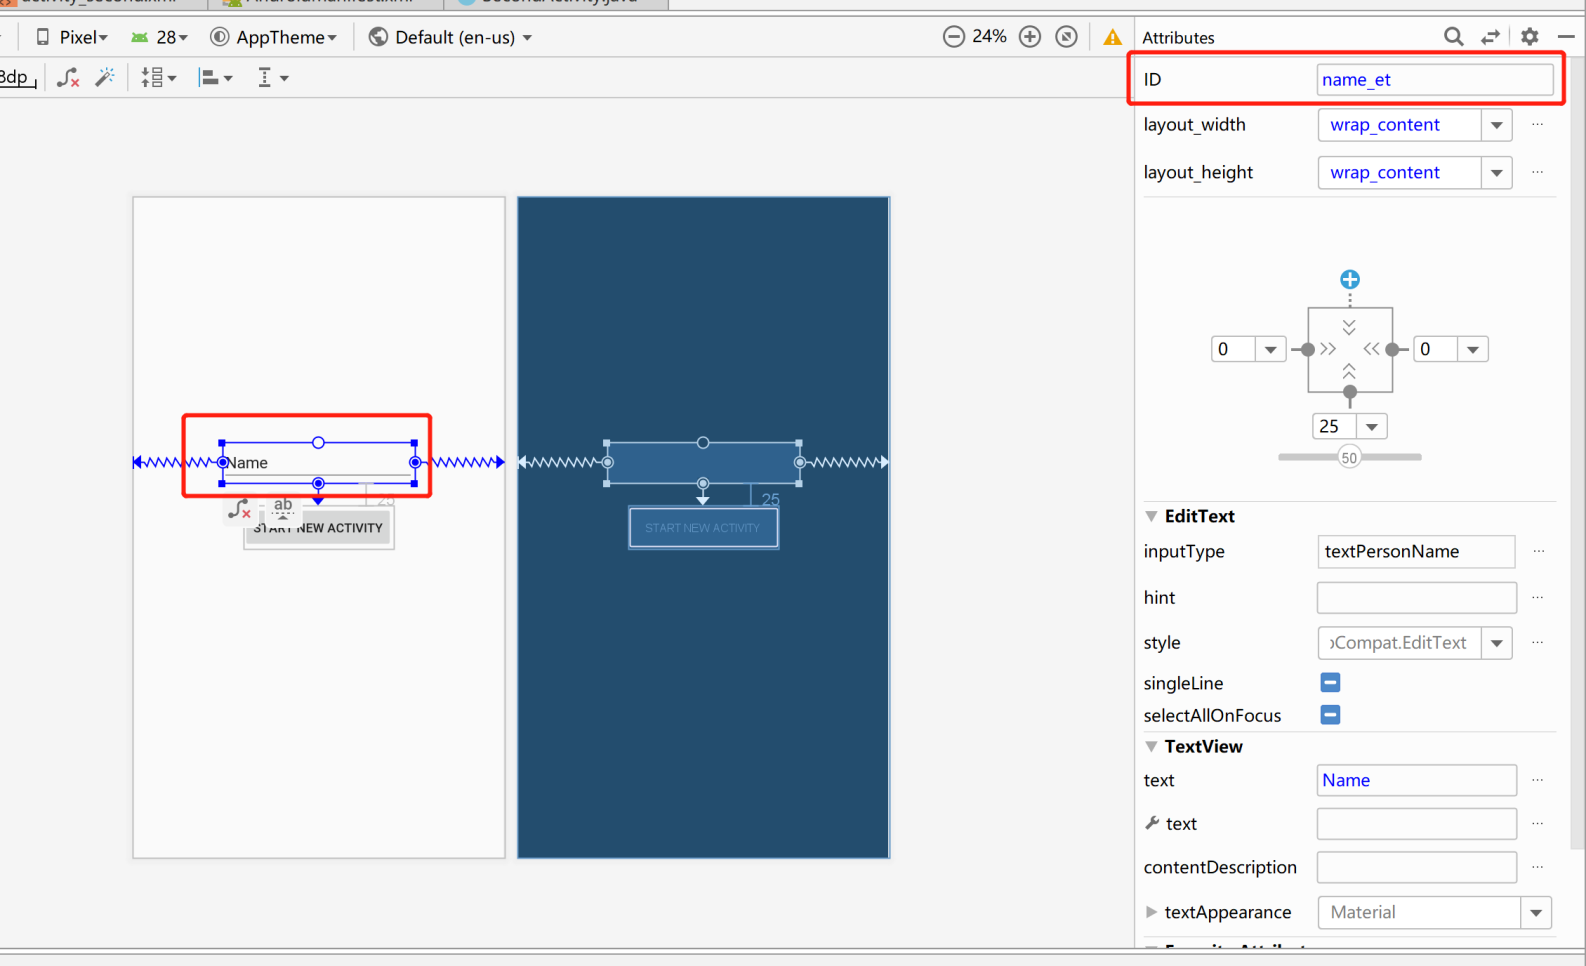 Pixel 28 AppTheme Default (en-us) 24% Attributes
8dp
ID name_et
layout_width wrap_content
layout_height wrap_content
0 0
25
50
Name
25
ab
START NEW ACTIVITY
25
START NEW ACTIVITY
EditText
inputType textPersonName
hint
style Compat.EditText
singleLine
selectAllOnFocus
TextView
text Name
text
contentDescription
textAppearance Material